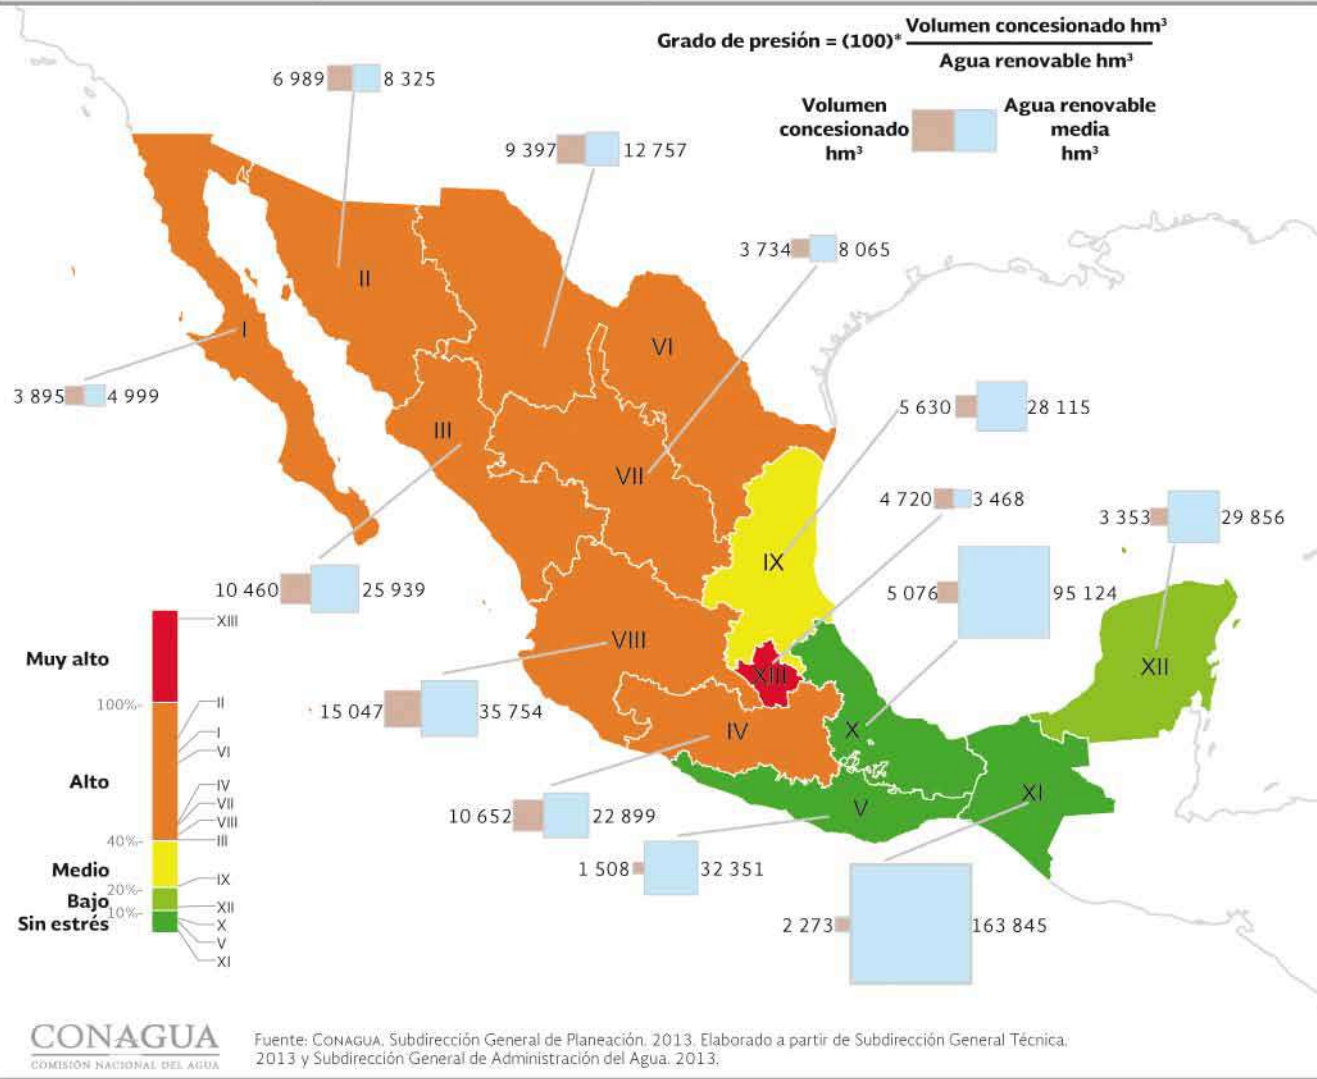 Grado de presión = (100)* Volumen concesionado hm³
Agua renovable hm³
Volumen
concesionado
hm³
Agua renovable
media
hm³
6 989 8 325
9 397 12 757
3 734 8 065
3 895 4 999
5 630 28 115
4 720 3 468
3 353 29 856
5 076 95 124
10 460 25 939
15 047 35 754
10 652 22 899
1 508 32 351
2 273 163 845
I
II
III
VI
VII
VIII
IX
XIII
IV
X
V
XI
XII
Muy alto
Alto
Medio
Bajo
Sin estrés
100%
40%
20%
10%
XIII
II
I
VI
IV
VII
VIII
III
IX
XII
X
V
XI
CONAGUA
COMISIÓN NACIONAL DEL AGUA
Fuente: CONAGUA. Subdirección General de Planeación. 2013. Elaborado a partir de Subdirección General Técnica.
2013 y Subdirección General de Administración del Agua. 2013.